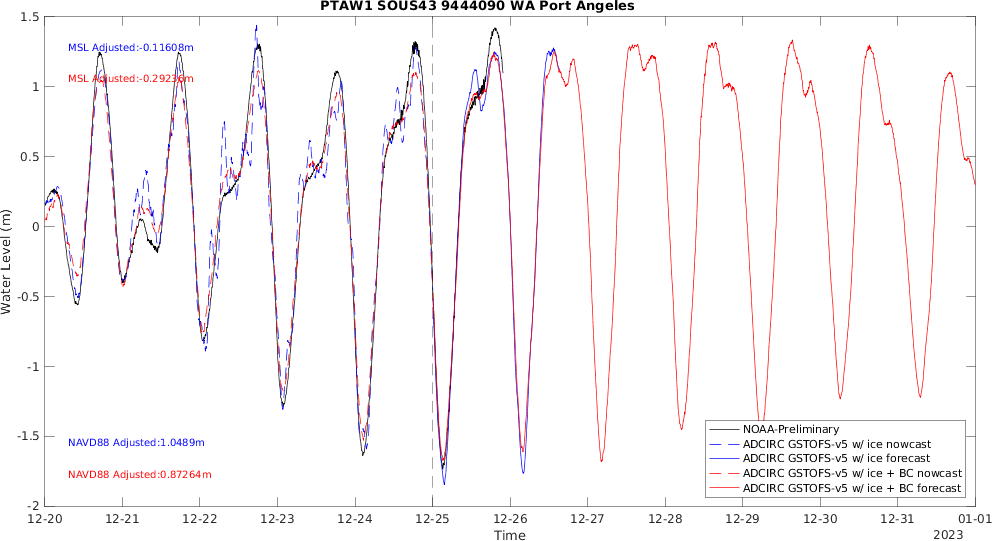 PTAW1 SOUS43 9444090 WA Port Angeles
1.5
1
0.5
0
-0.5
-1
-1.5
-2
Water Level (m)
MSL Adjusted:-0.11608m
MSL Adjusted:-0.29236m
NAVD88 Adjusted:1.0489m
NAVD88 Adjusted:0.87264m
NOAA-Preliminary
ADCIRC GSTOFS-v5 w/ ice nowcast
ADCIRC GSTOFS-v5 w/ ice forecast
ADCIRC GSTOFS-v5 w/ ice + BC nowcast
ADCIRC GSTOFS-v5 w/ ice + BC forecast
12-20 12-21 12-22 12-23 12-24 12-25 12-26 12-27 12-28 12-29 12-30 12-31 01-01
Time
2023